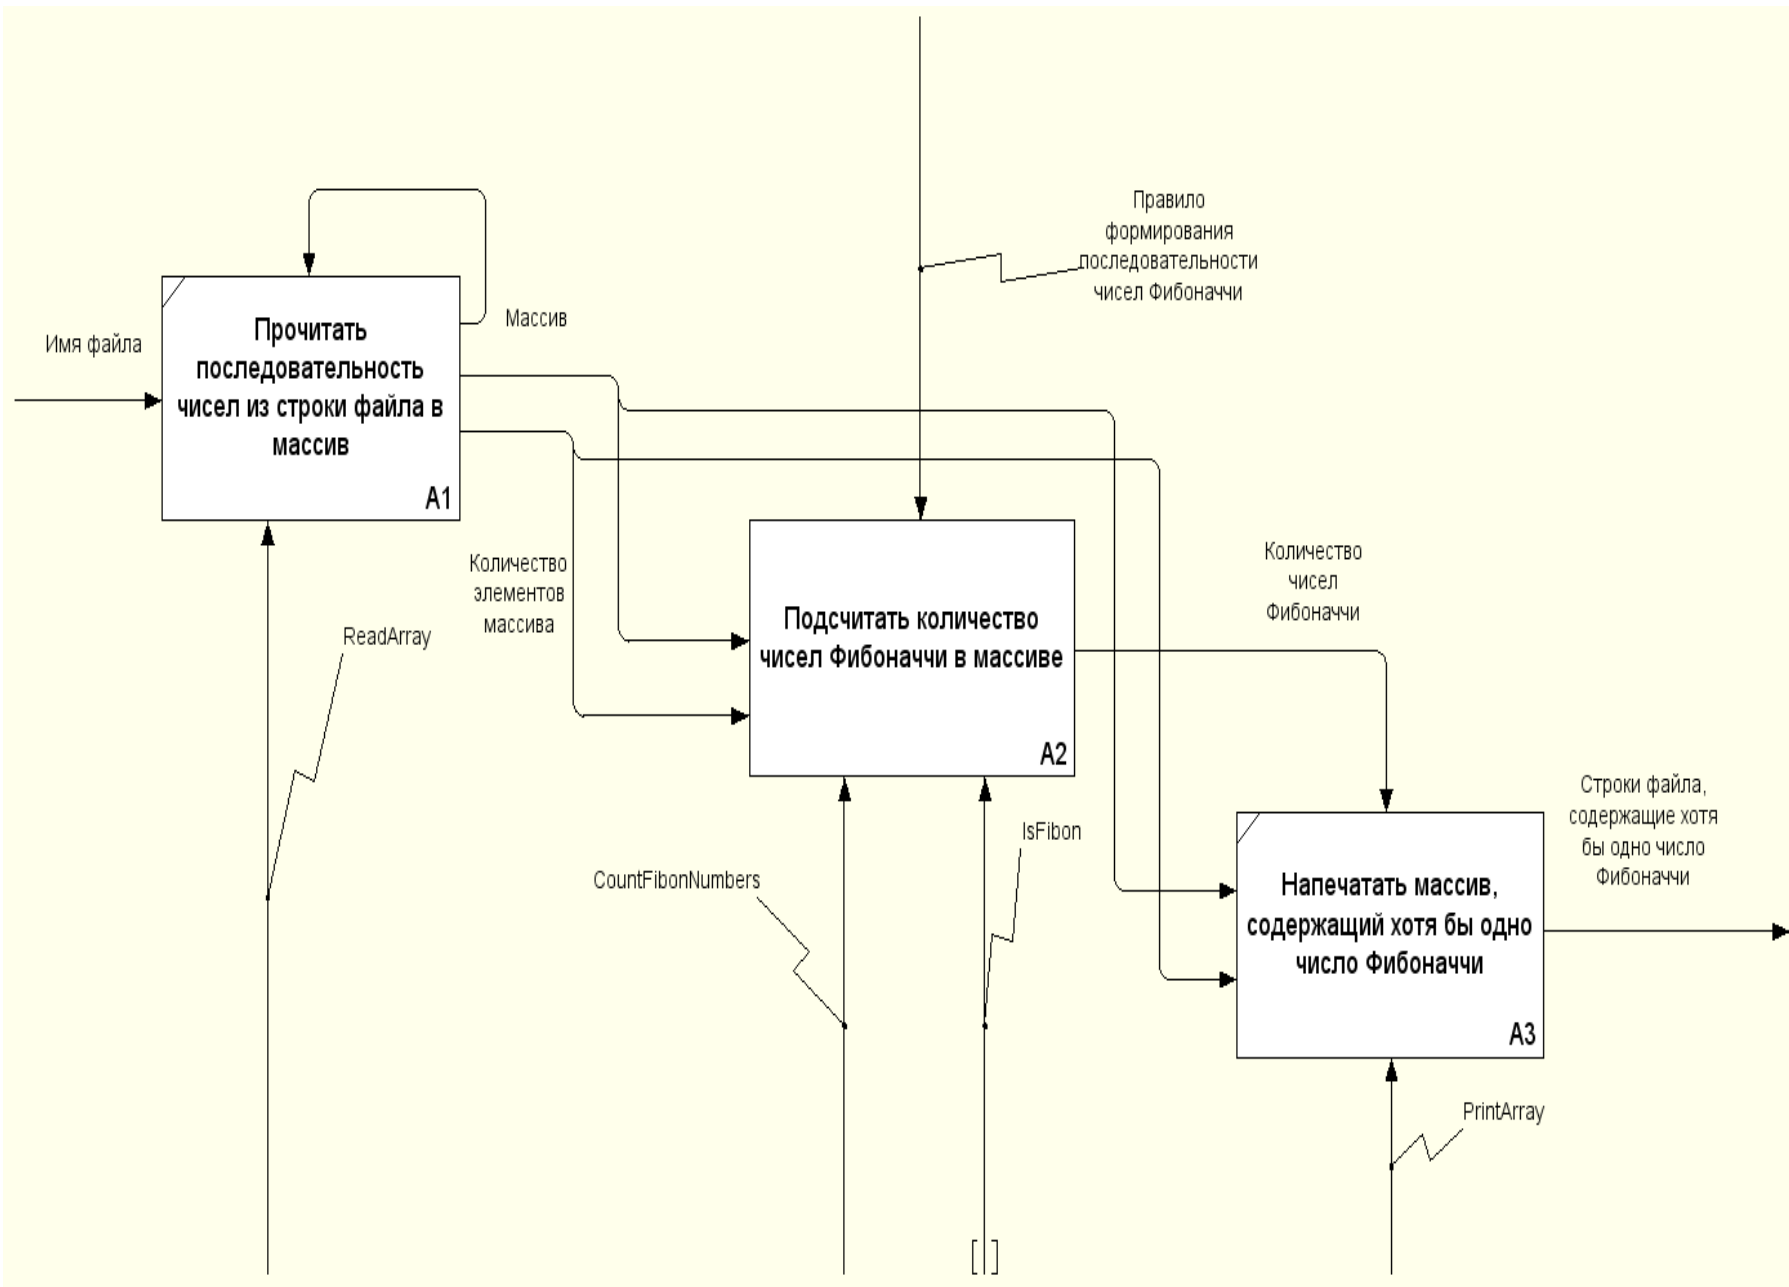 Имя файла
Прочитать
последовательность
чисел из строки файла в
массив
A1
Массив
Правило
формирования
последовательности
чисел Фибоначчи
ReadArray
Количество
элементов
массива
Подсчитать количество
чисел Фибоначчи в массиве
A2
Количество
чисел
Фибоначчи
CountFibonNumbers
IsFibon
[ ]
Напечатать массив,
содержащий хотя бы одно
число Фибоначчи
A3
Строки файла,
содержащие хотя
бы одно число
Фибоначчи
PrintArray